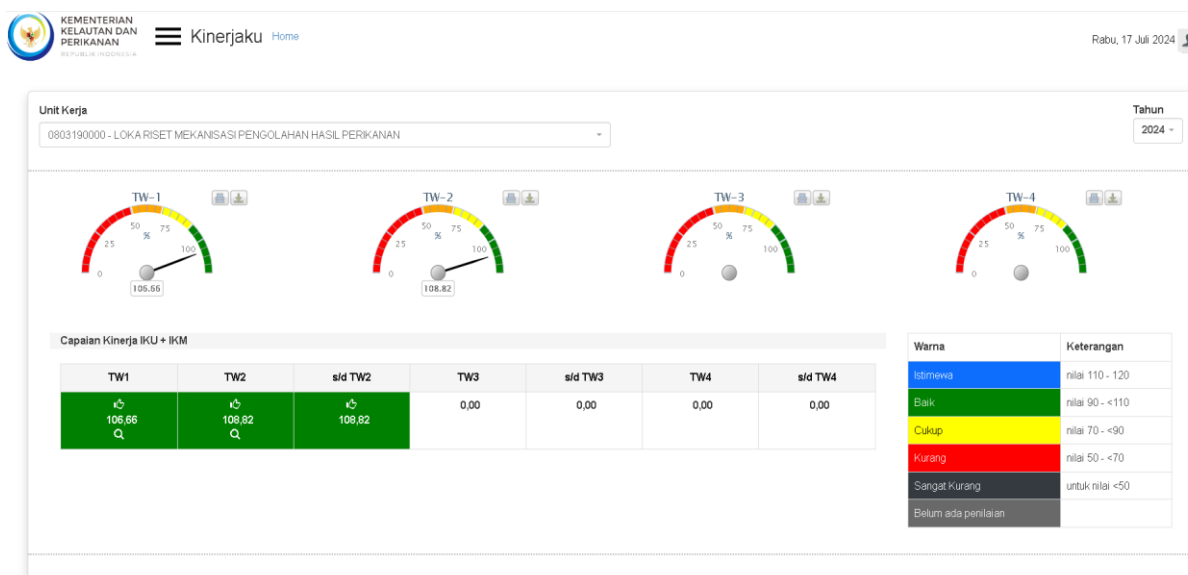 KEMENTERIAN
KELAUTAN DAN
PERIKANAN
REPUBLIK INDONESIA
Kinerjaku Home
Rabu, 17 Juli 2024
Unit Kerja
Tahun
0803190000 - LOKA RISET MEKANISASI PENGOLAHAN HASIL PERIKANAN
2024
TW-1
0 25 50 75 100
%
106.66
TW-2
0 25 50 75 100
%
108.82
TW-3
0 25 50 75 100
%
TW-4
0 25 50 75 100
%
Capaian Kinerja IKU + IKM
TW1 TW2 s/d TW2 TW3 s/d TW3 TW4 s/d TW4
106,66 108,82 108,82 0,00 0,00 0,00 0,00
Warna Keterangan
Istimewa nilai 110 - 120
Baik nilai 90 - <110
Cukup nilai 70 - <90
Kurang nilai 50 - <70
Sangat Kurang untuk nilai <50
Belum ada penilaian